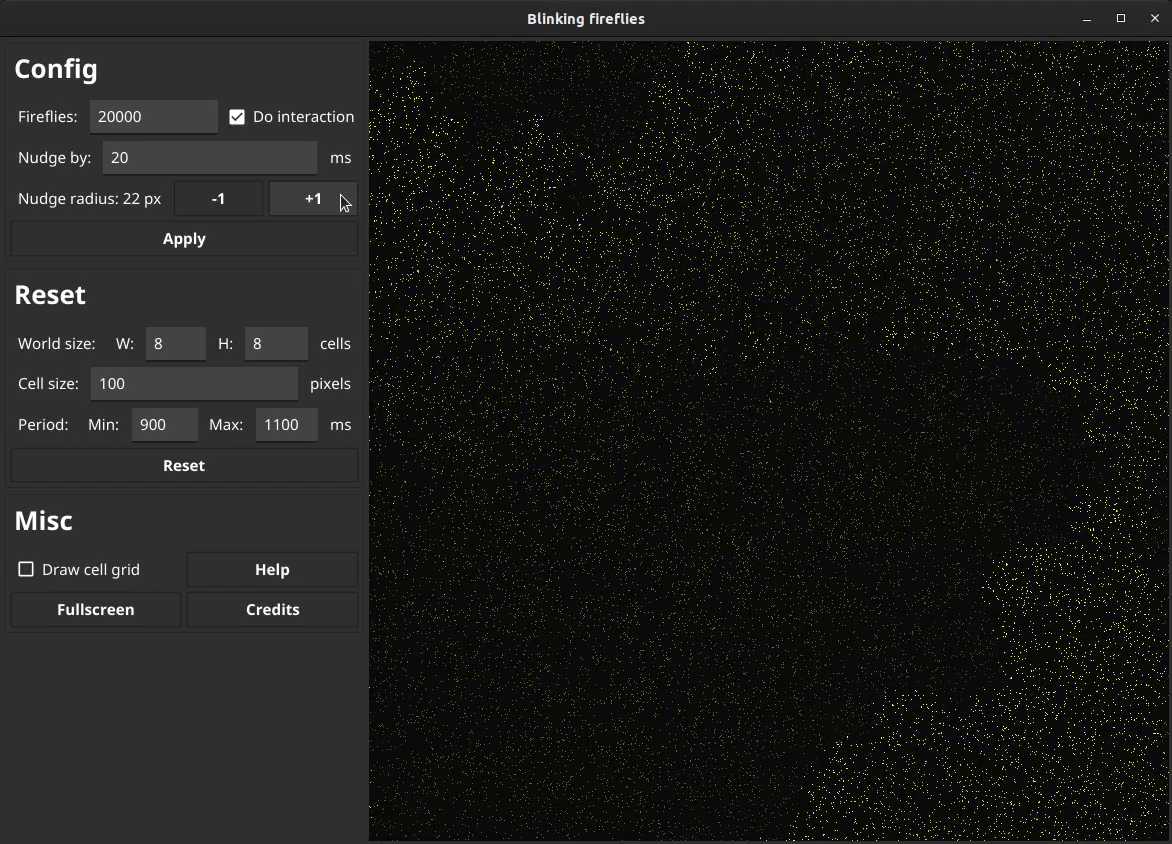 Blinking fireflies
Config
Fireflies: 20000 Do interaction
Nudge by: 20 ms
Nudge radius: 22 px -1 +1
Apply
Reset
World size: W: 8 H: 8 cells
Cell size: 100 pixels
Period: Min: 900 Max: 1100 ms
Reset
Misc
Draw cell grid Help
Fullscreen Credits